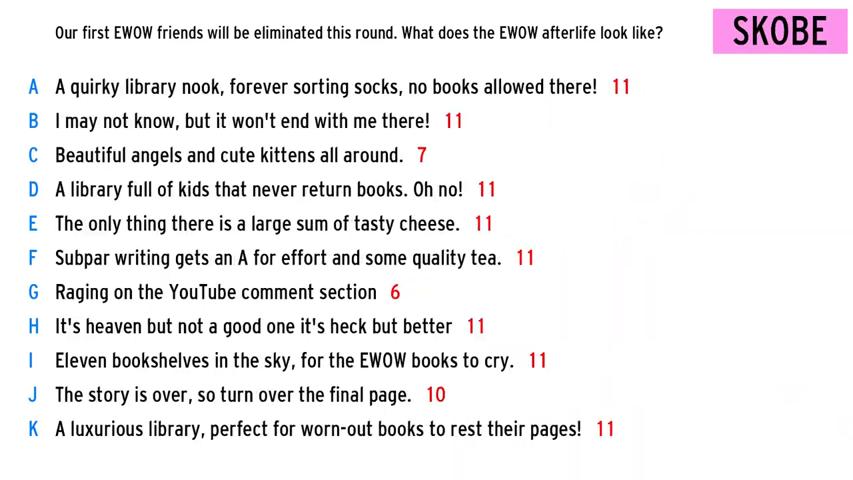 Our first EWOW friends will be eliminated this round. What does the EWOW afterlife look like?
SKOBE
A A quirky library nook, forever sorting socks, no books allowed there! 11
B I may not know, but it won't end with me there! 11
C Beautiful angels and cute kittens all around. 7
D A library full of kids that never return books. Oh no! 11
E The only thing there is a large sum of tasty cheese. 11
F Subpar writing gets an A for effort and some quality tea. 11
G Raging on the YouTube comment section 6
H It's heaven but not a good one it's heck but better 11
I Eleven bookshelves in the sky, for the EWOW books to cry. 11
J The story is over, so turn over the final page. 10
K A luxurious library, perfect for worn-out books to rest their pages! 11